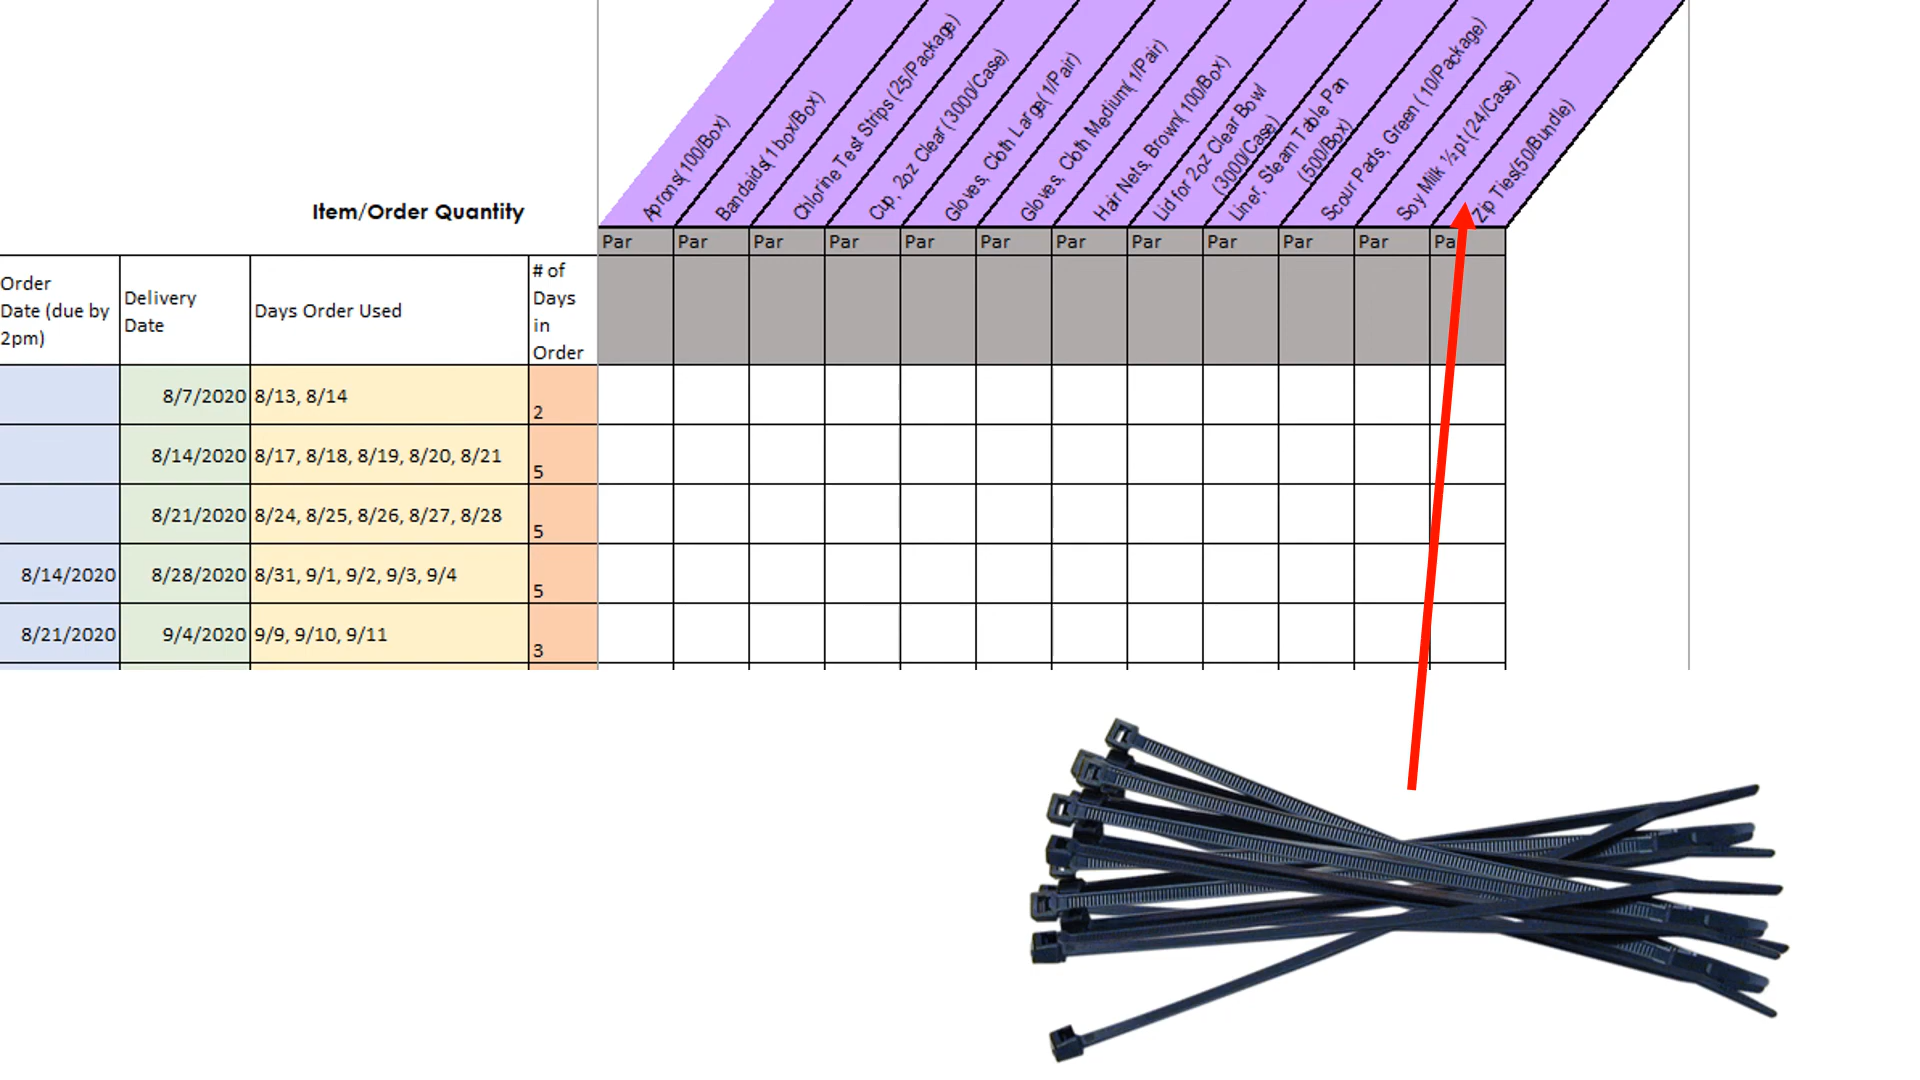 Aprons(100/Box)
Bandaids(1 box/Box)
Chlorine Test Strips (25/Package)
Cup, 2oz Clear (3000/Case)
Gloves, Cloth Large(1/Pair)
Gloves, Cloth Medium(1/Pair)
Hair Nets, Brown(100/Box)
Lid for 2oz Clear Bowl
(3000/Case)
Liner, Steam Table Pan
(500/Box)
Scour Pads, Green (10/Package)
Soy Milk ½ pt (24/Case)
Zip Ties(50/Bundle)
Item/Order Quantity
Par Par Par Par Par Par Par Par Par Par Par Pa
Order
Date (due by
2pm)
Delivery
Date
Days Order Used
# of
Days
in
Order
8/7/2020 8/13, 8/14 2
8/14/2020 8/17, 8/18, 8/19, 8/20, 8/21 5
8/21/2020 8/24, 8/25, 8/26, 8/27, 8/28 5
8/14/2020 8/28/2020 8/31, 9/1, 9/2, 9/3, 9/4 5
8/21/2020 9/4/2020 9/9, 9/10, 9/11 3